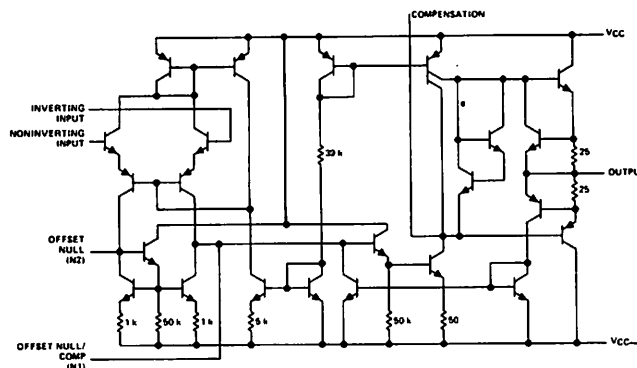 COMPENSATION
VCC
INVERTING
INPUT
NONINVERTING
INPUT
33 k
25
OUTPUT
25
OFFSET
NULL
(N2)
1 k
50 k
1 k
5 k
50 k
50
OFFSET NULL/
COMP
(N1)
VCC